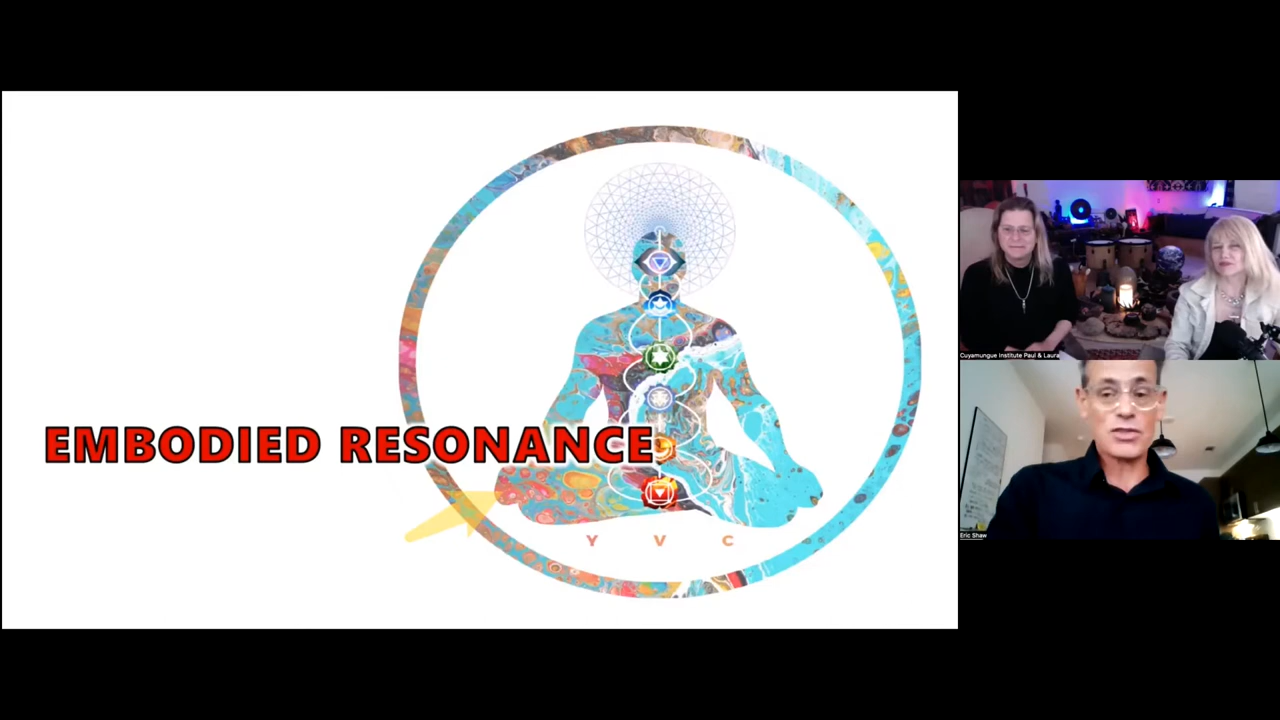 EMBODIED RESONANCE
Y V C
Cuyamungue Institute Paul & Laura
Eric Shaw